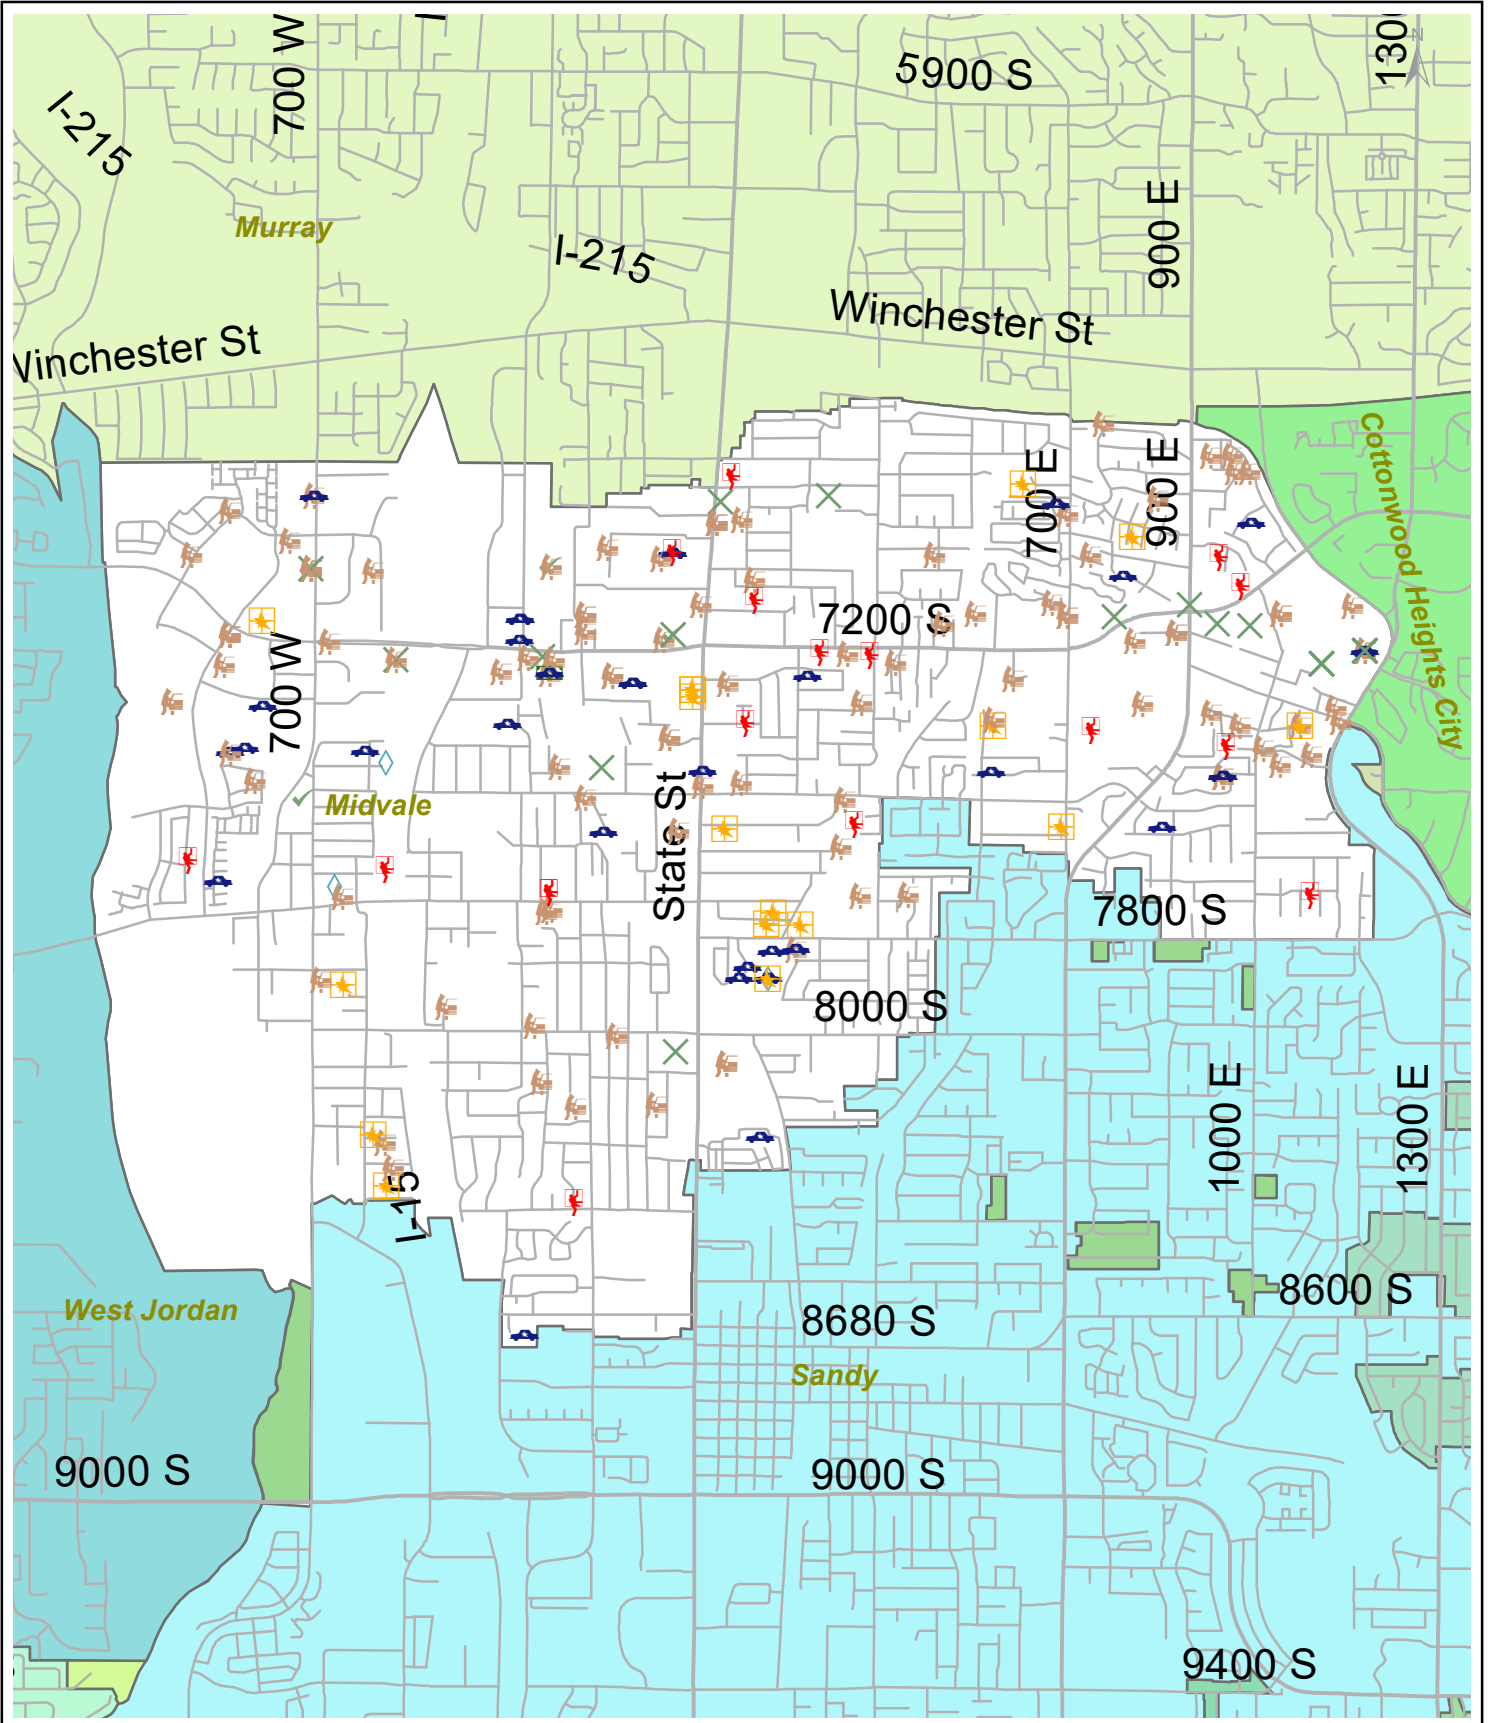 700 W
I-215
5900 S
1300
N
Murray
I-215
900 E
Winchester St
Winchester St
700 E
900 E
Cottonwood Heights City
7200 S
700 W
Midvale
State St
7800 S
8000 S
1000 E
1300 E
I-15
West Jordan
8600 S
8680 S
Sandy
9000 S
9000 S
9400 S